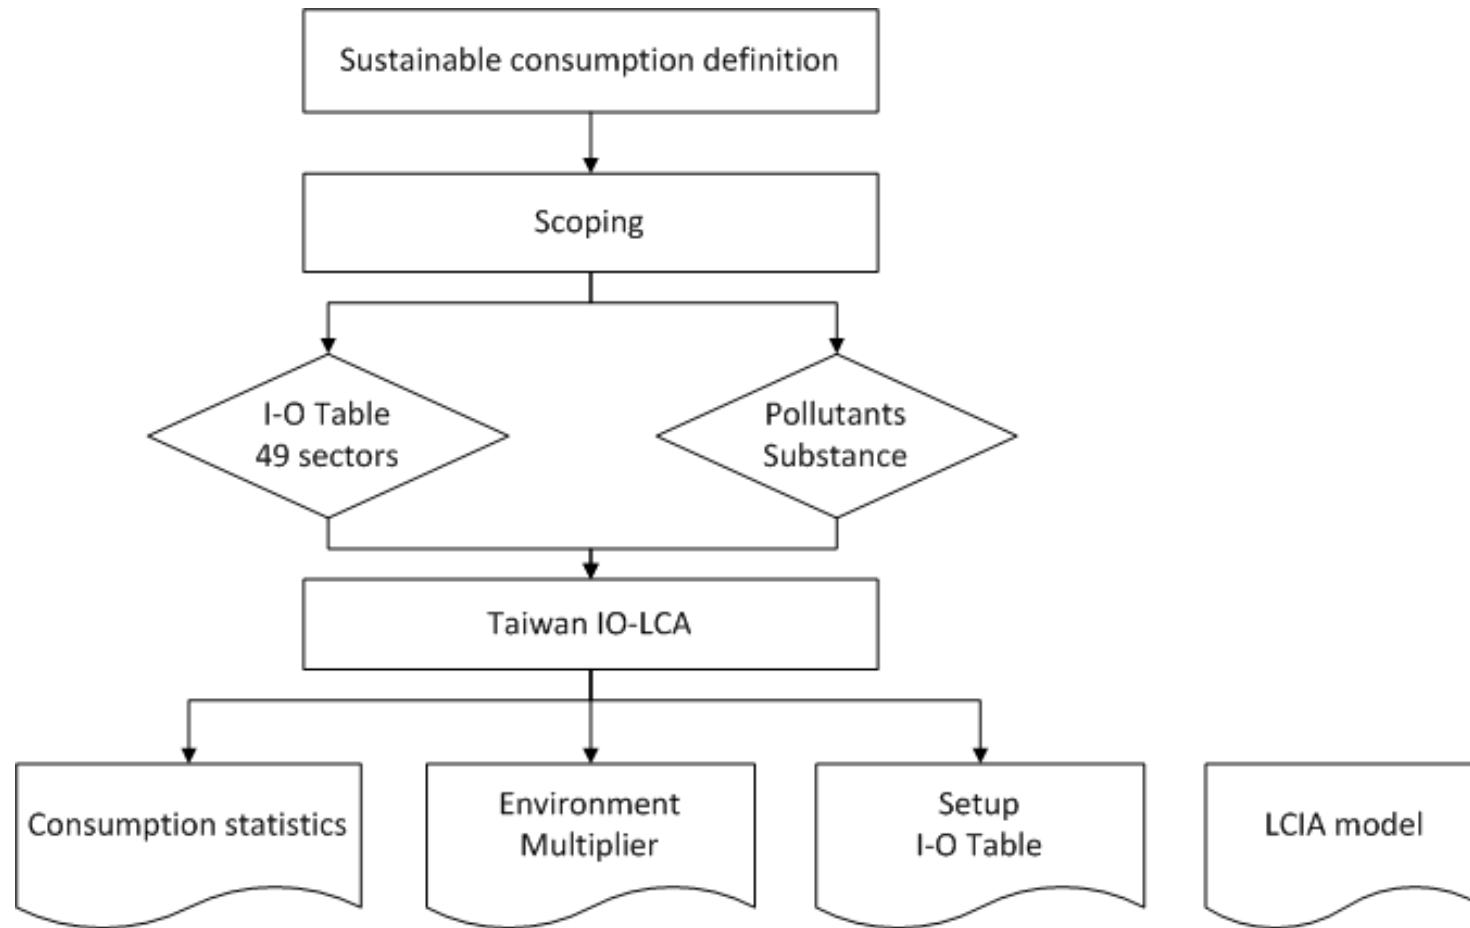 Sustainable consumption definition
Scoping
I-O Table
49 sectors
Pollutants
Substance
Taiwan IO-LCA
Consumption statistics
Environment
Multiplier
Setup
I-O Table
LCIA model